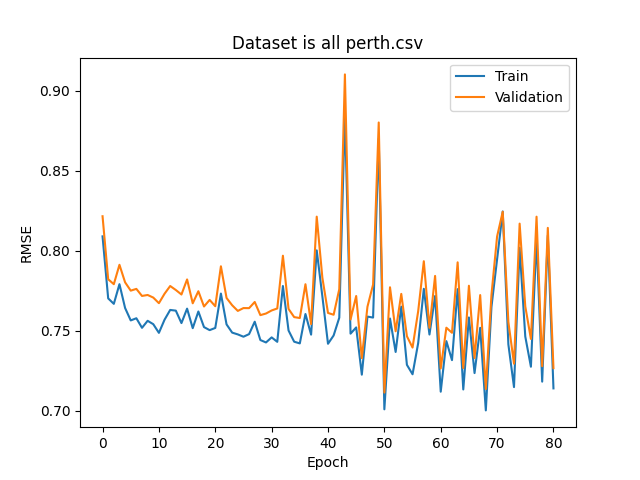 Dataset is all perth.csv
Train
Validation
RMSE
0.90
0.85
0.80
0.75
0.70
0 10 20 30 40 50 60 70 80
Epoch